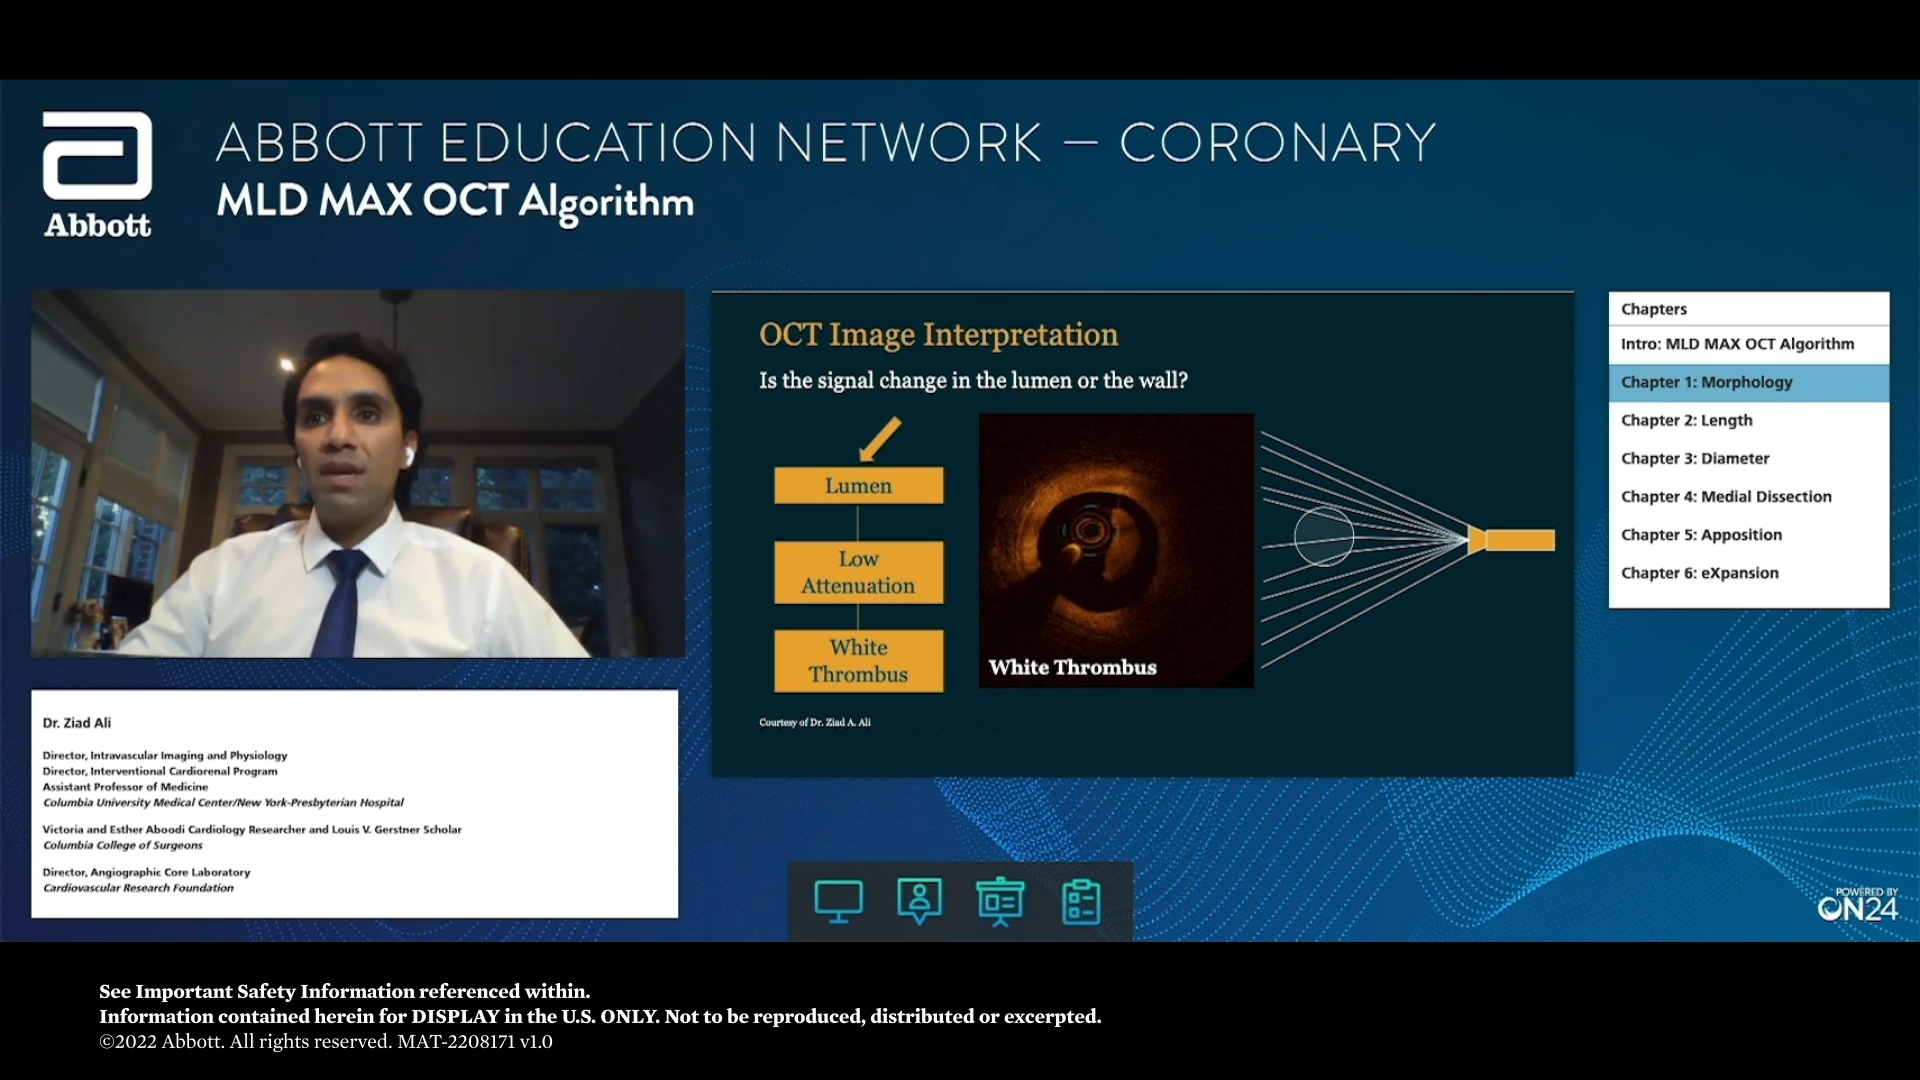 Abbott
ABBOTT EDUCATION NETWORK – CORONARY
MLD MAX OCT Algorithm
OCT Image Interpretation
Is the signal change in the lumen or the wall?
Lumen
Low
Attenuation
White
Thrombus
White Thrombus
Courtesy of Dr. Ziad A. Ali
Chapters
Intro: MLD MAX OCT Algorithm
Chapter 1: Morphology
Chapter 2: Length
Chapter 3: Diameter
Chapter 4: Medial Dissection
Chapter 5: Apposition
Chapter 6: eXpansion
Dr. Ziad Ali
Director, Intravascular Imaging and Physiology
Director, Interventional Cardiorenal Program
Assistant Professor of Medicine
Columbia University Medical Center/New York-Presbyterian Hospital
Victoria and Esther Aboodi Cardiology Researcher and Louis V. Gerstner Scholar
Columbia College of Surgeons
Director, Angiographic Core Laboratory
Cardiovascular Research Foundation
POWERED BY
ON24
See Important Safety Information referenced within.
Information contained herein for DISPLAY in the U.S. ONLY. Not to be reproduced, distributed or excerpted.
©2022 Abbott. All rights reserved. MAT-2208171 v1.0